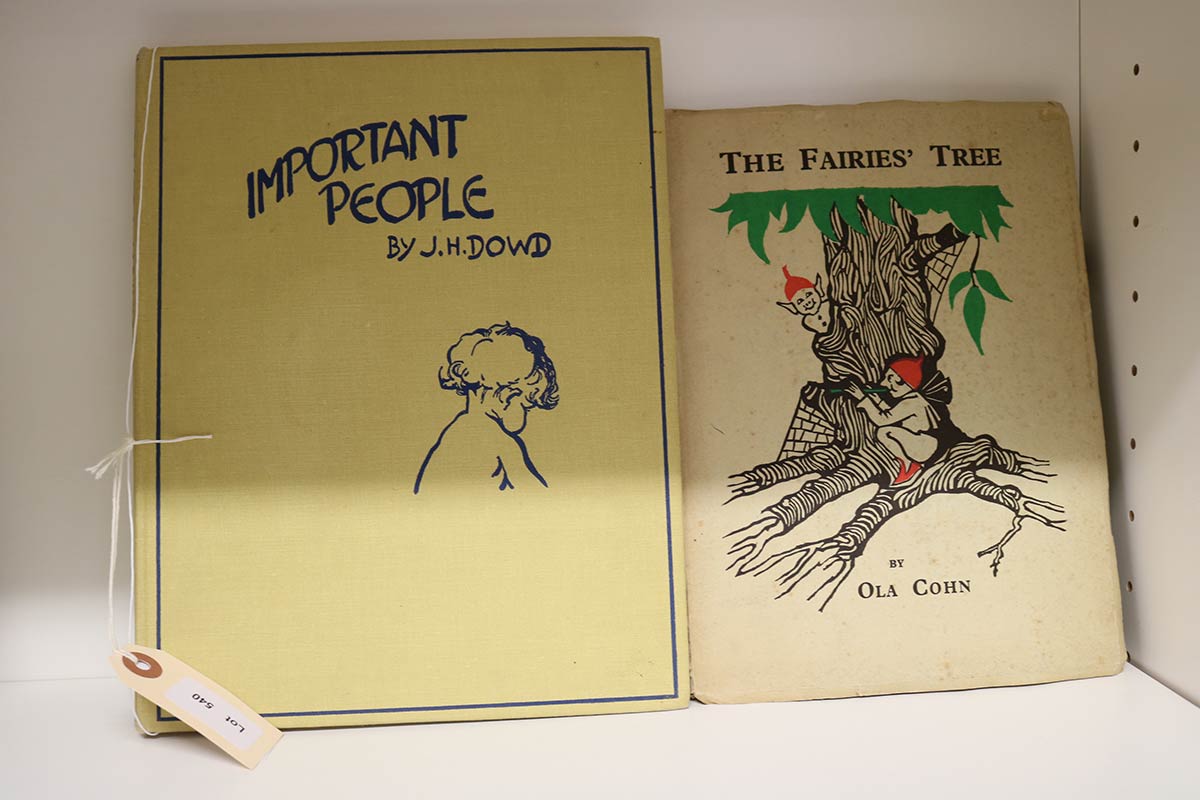 IMPORTANT
PEOPLE
BY J.H. DOWD
THE FAIRIES' TREE
BY
OLA COHN
Lot 540